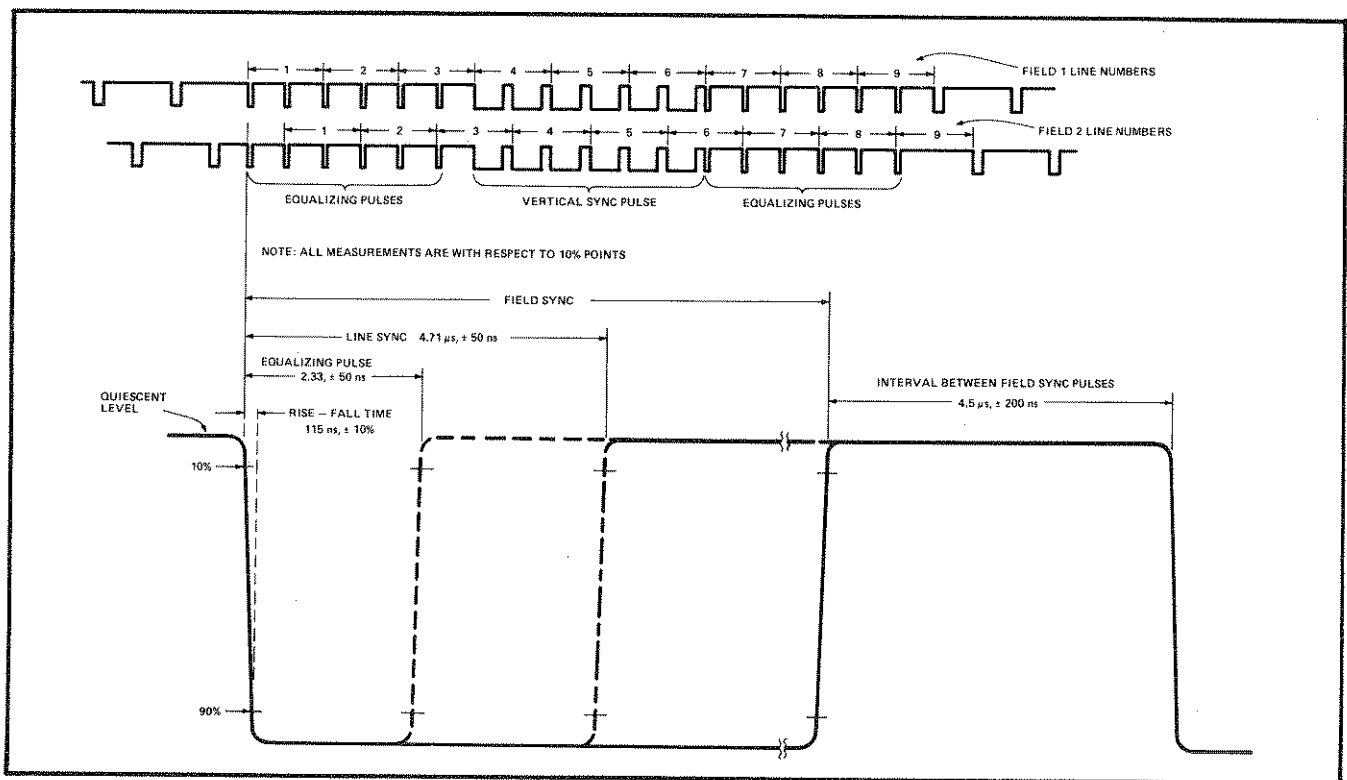 1 2 3 4 5 6 7 8 9 FIELD 1 LINE NUMBERS
1 2 3 4 5 6 7 8 9 FIELD 2 LINE NUMBERS
EQUALIZING PULSES VERTICAL SYNC PULSE EQUALIZING PULSES
NOTE: ALL MEASUREMENTS ARE WITH RESPECT TO 10% POINTS
FIELD SYNC
LINE SYNC 4.71 µs, ± 50 ns
EQUALIZING PULSE
2.33, ± 50 ns
INTERVAL BETWEEN FIELD SYNC PULSES
4.5 µs, ± 200 ns
QUIESCENT
LEVEL
RISE – FALL TIME
115 ns, ± 10%
10%
90%